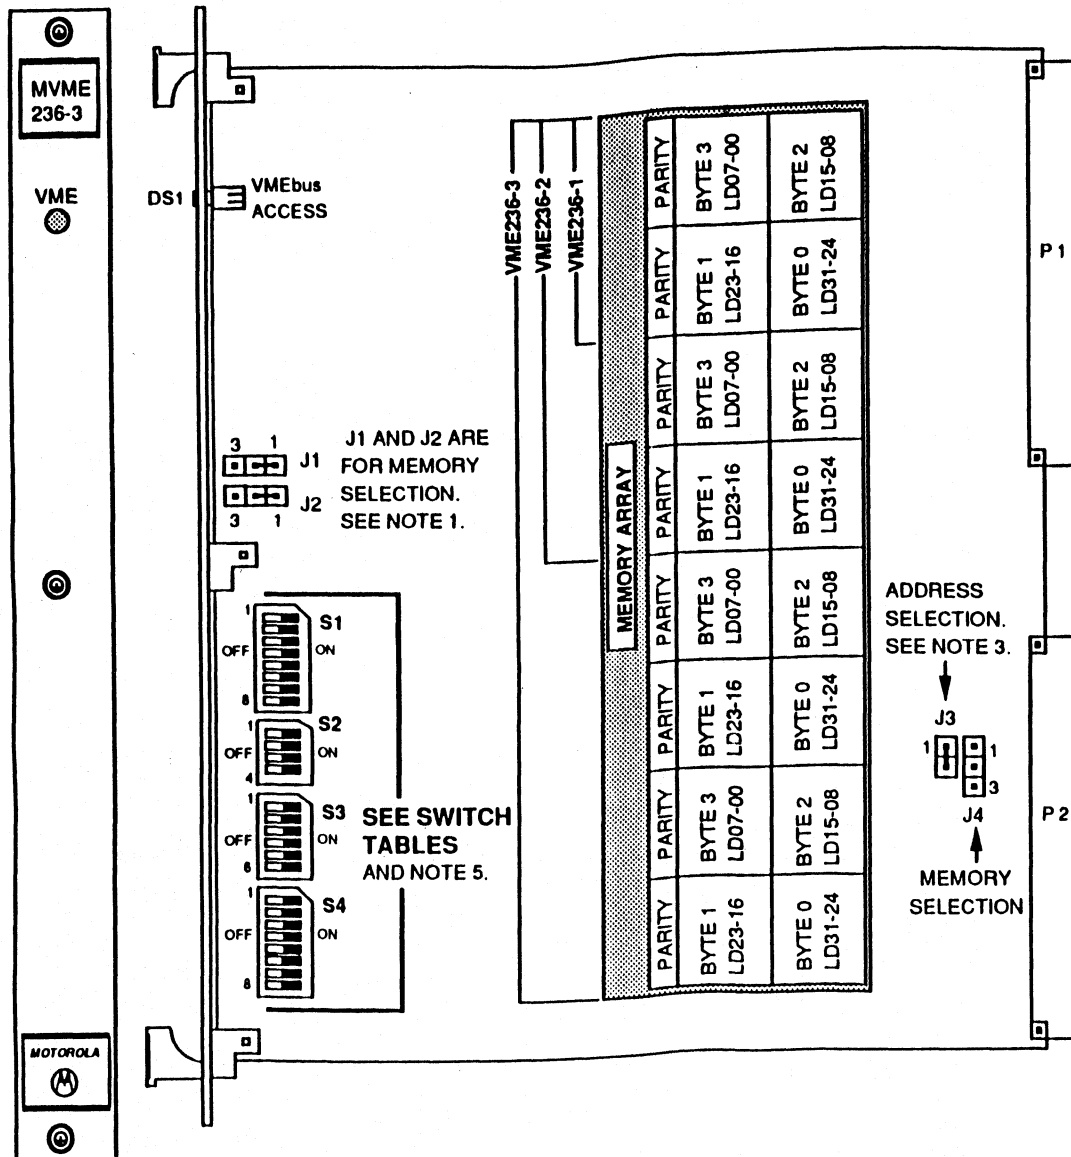 MVME
236-3
VME
MOTOROLA
DS1
VMEbus
ACCESS
3 1
J1
J2
3 1
J1 AND J2 ARE
FOR MEMORY
SELECTION.
SEE NOTE 1.
1
S1
OFF
ON
8
1
S2
OFF
ON
4
1
S3
OFF
ON
6
1
S4
OFF
ON
8
SEE SWITCH
TABLES
AND NOTE 5.
VME236-3
VME236-2
VME236-1
MEMORY ARRAY
PARITY
BYTE 3
LD07-00
BYTE 2
LD15-08
PARITY
BYTE 1
LD23-16
BYTE 0
LD31-24
PARITY
BYTE 3
LD07-00
BYTE 2
LD15-08
PARITY
BYTE 1
LD23-16
BYTE 0
LD31-24
PARITY
BYTE 3
LD07-00
BYTE 2
LD15-08
PARITY
BYTE 1
LD23-16
BYTE 0
LD31-24
PARITY
BYTE 3
LD07-00
BYTE 2
LD15-08
PARITY
BYTE 1
LD23-16
BYTE 0
LD31-24
ADDRESS
SELECTION.
SEE NOTE 3.
J3
1
1
3
J4
MEMORY
SELECTION
P1
P2